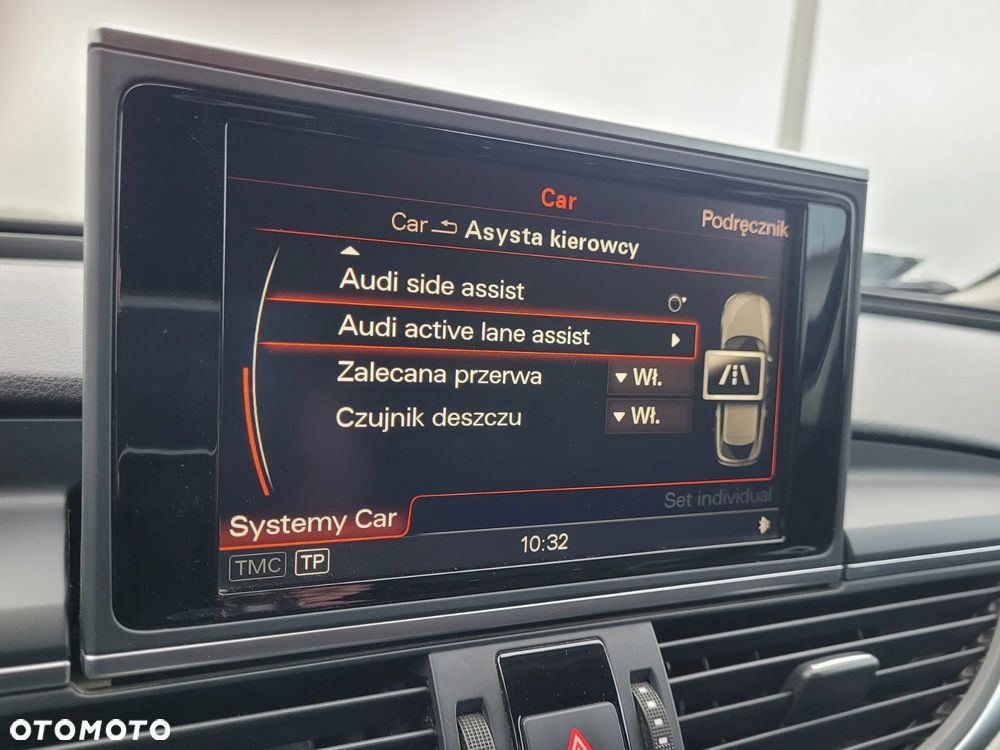 Car
Podręcznik
Car Asysta kierowcy
Audi side assist
Audi active lane assist
Zalecana przerwa Wł.
Czujnik deszczu Wł.
Set individual
Systemy Car
TMC TP 10:32
OTOMOTO